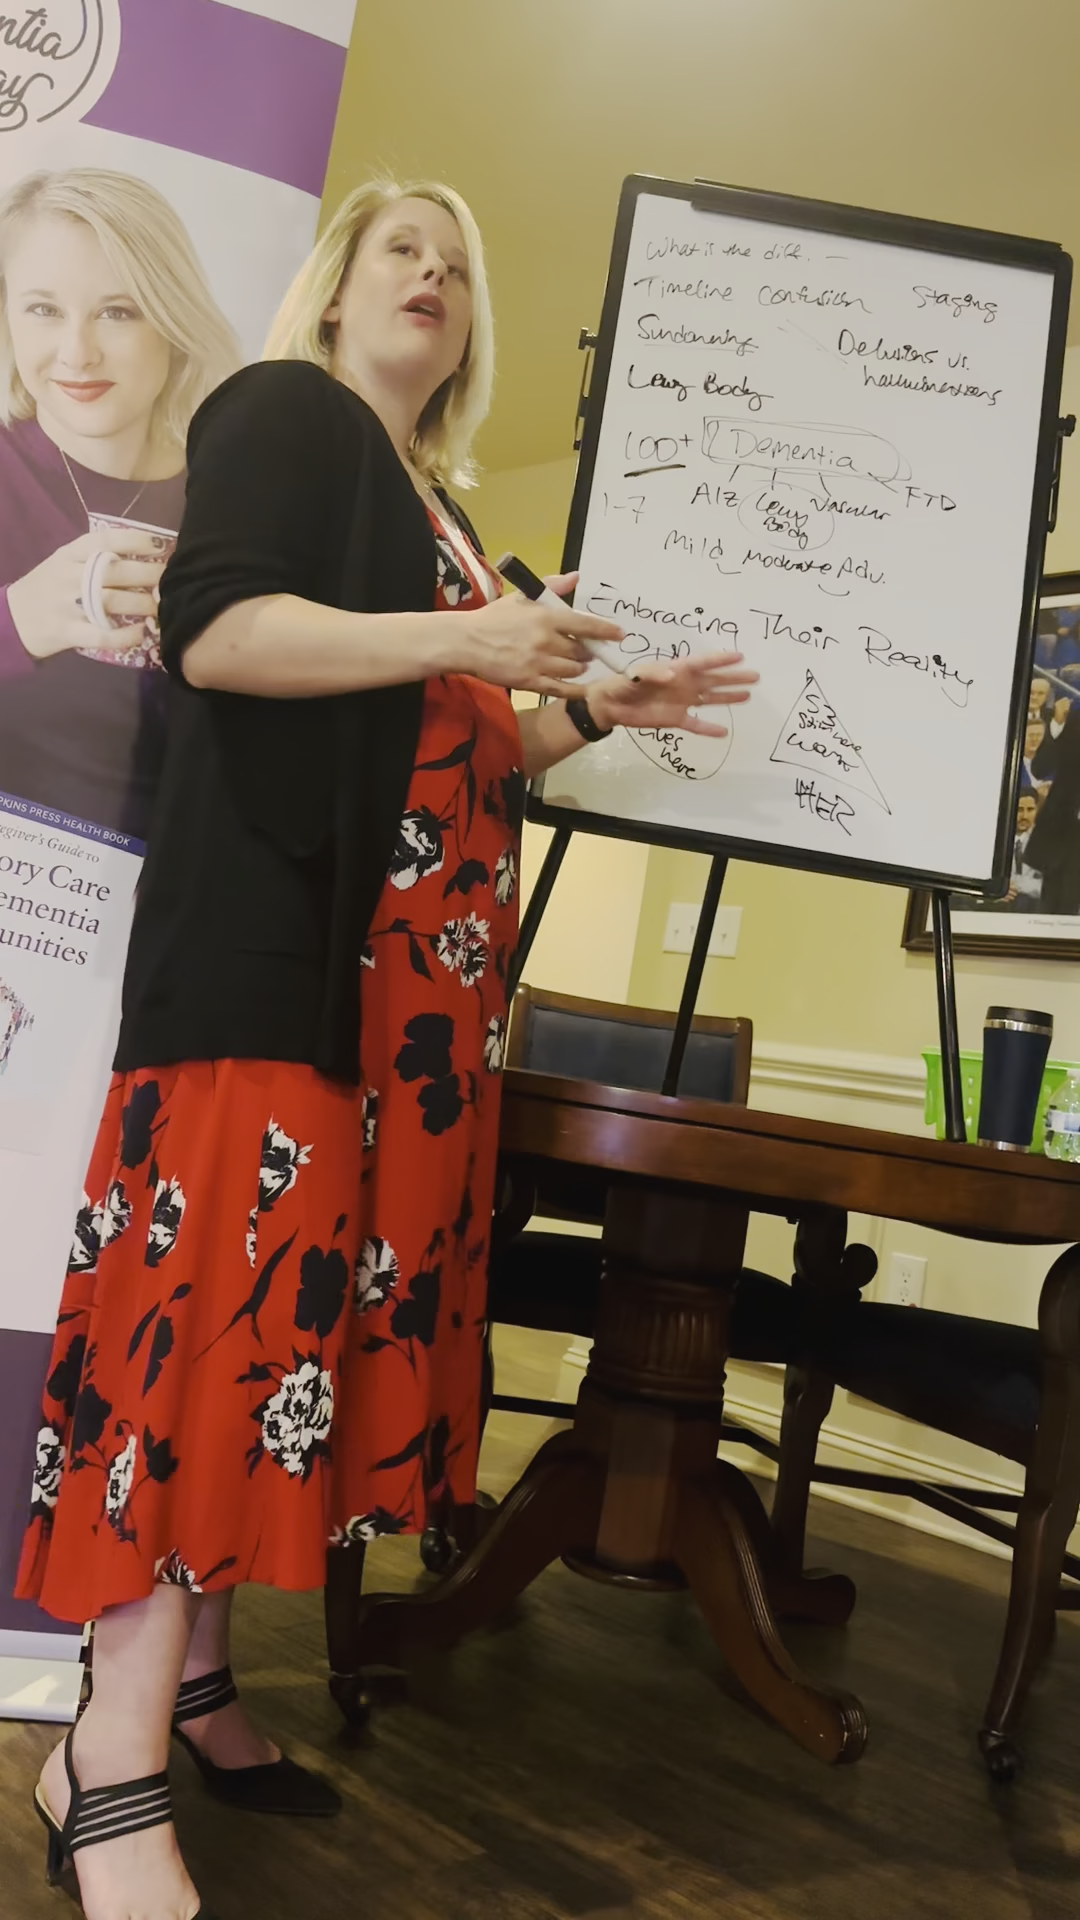 ntia
ay
PKINS PRESS HEALTH BOOK
egiver's Guide to
ory Care
ementia
unities
What is the diff. —
Timeline Confusion Staging
Sundowning Delusions vs.
hallucinations
Lewy Body
100+ Dementia
1-7 Alz Lewy Body Vascular FTD
Mild Moderate Adv.
Embracing Their Reality
lives
here
S3
HER